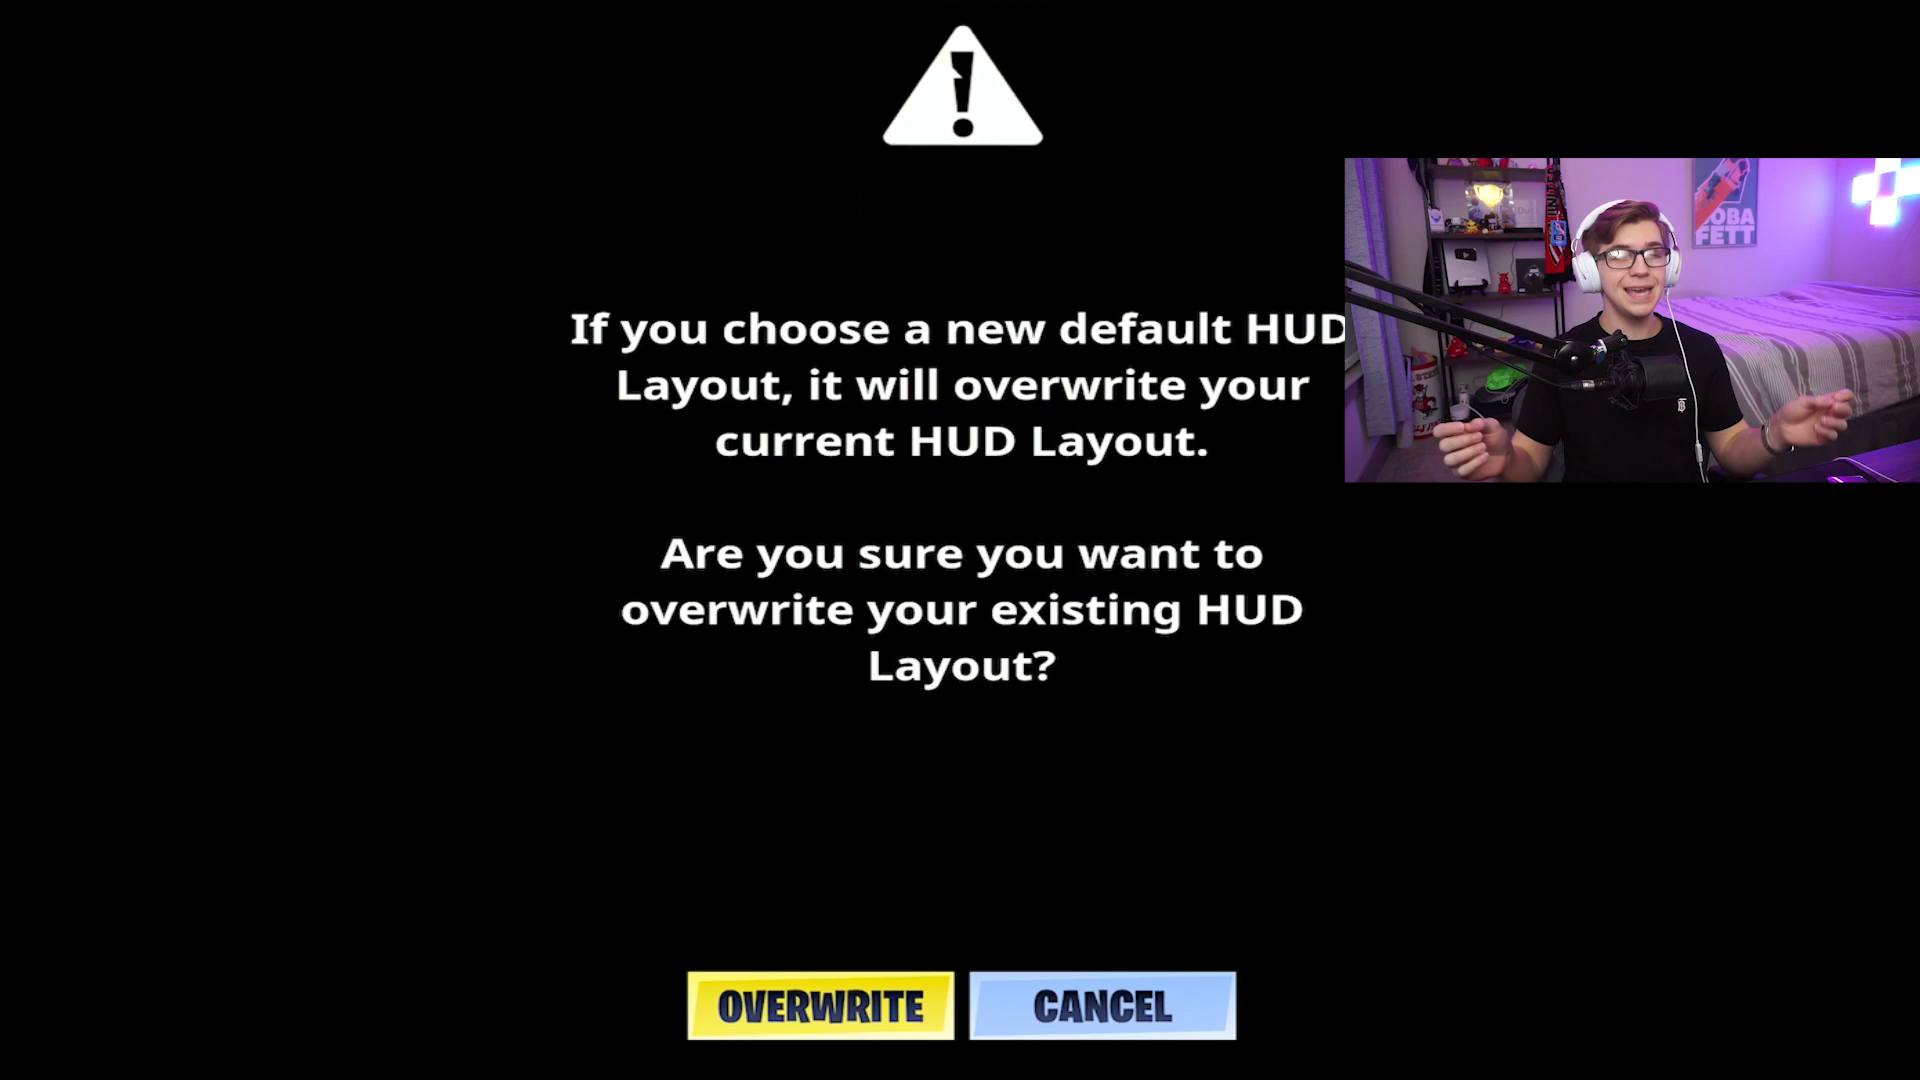 If you choose a new default HUD
Layout, it will overwrite your
current HUD Layout.
Are you sure you want to
overwrite your existing HUD
Layout?
OVERWRITE
CANCEL
FETT